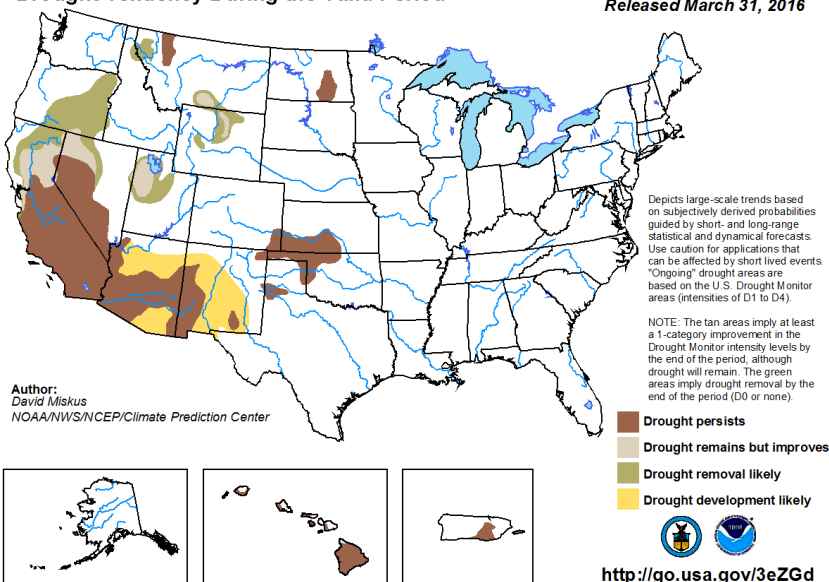 Drought Tendency During the Valid Period
Released March 31, 2016
Depicts large-scale trends based
on subjectively derived probabilities
guided by short- and long-range
statistical and dynamical forecasts.
Use caution for applications that
can be affected by short lived events.
"Ongoing" drought areas are
based on the U.S. Drought Monitor
areas (intensities of D1 to D4).
NOTE: The tan areas imply at least
a 1-category improvement in the
Drought Monitor intensity levels by
the end of the period, although
drought will remain. The green
areas imply drought removal by the
end of the period (D0 or none).
Author:
David Miskus
NOAA/NWS/NCEP/Climate Prediction Center
Drought persists
Drought remains but improves
Drought removal likely
Drought development likely
http://go.usa.gov/3eZGd